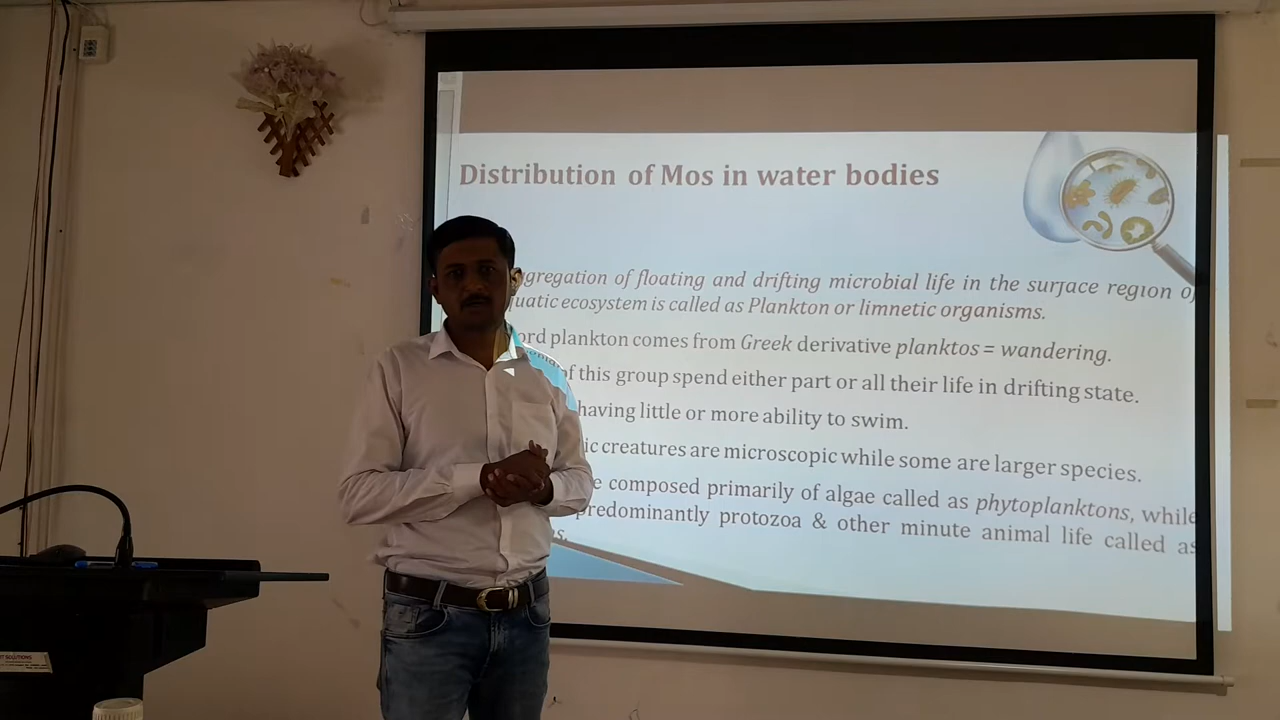 Distribution of Mos in water bodies
gregation of floating and drifting microbial life in the surface region of
uatic ecosystem is called as Plankton or limnetic organisms.
ord plankton comes from Greek derivative planktos = wandering.
of this group spend either part or all their life in drifting state.
having little or more ability to swim.
ic creatures are microscopic while some are larger species.
e composed primarily of algae called as phytoplanktons, while
predominantly protozoa & other minute animal life called as
es.
IT SOLUTIONS